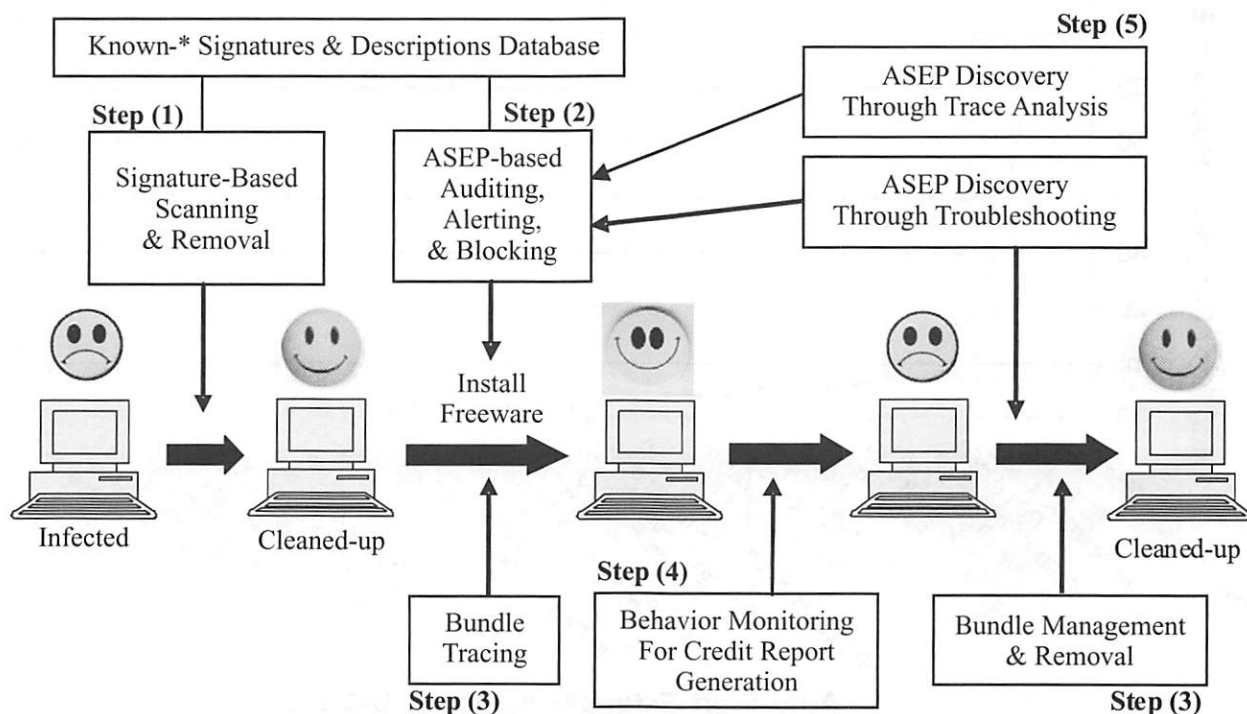 Known-* Signatures & Descriptions Database
Step (5)
ASEP Discovery
Through Trace Analysis
Step (1)
Step (2)
Signature-Based
Scanning
& Removal
ASEP-based
Auditing,
Alerting,
& Blocking
ASEP Discovery
Through Troubleshooting
Install
Freeware
Infected
Cleaned-up
Cleaned-up
Step (4)
Bundle
Tracing
Step (3)
Behavior Monitoring
For Credit Report
Generation
Bundle Management
& Removal
Step (3)